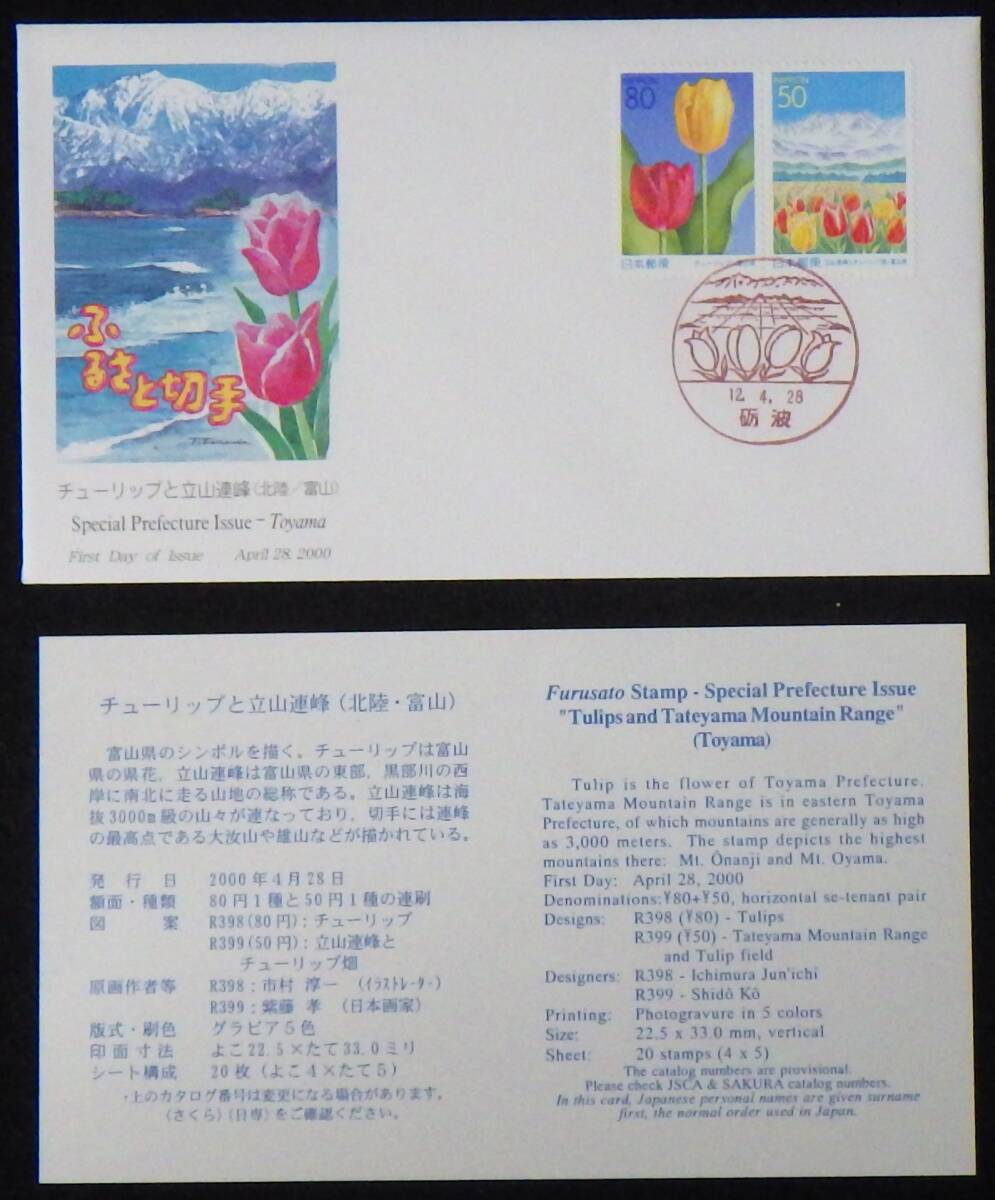 ふ
るさと切手
チューリップと立山連峰(北陸/富山)
Special Prefecture Issue - Toyama
First Day of Issue April 28, 2000
NIPPON
80
日本郵便
NIPPON
50
日本郵便
12. 4. 28
砺波
チューリップと立山連峰(北陸・富山)
富山県のシンボルを描く。チューリップは富山
県の県花,立山連峰は富山県の東部,黒部川の西
岸に南北に走る山地の総称である。立山連峰は海
抜3000m級の山々が連なっており,切手には連峰
の最高点である大汝山や雄山などが描かれている。
発行日 2000年4月28日
額面・種類 80円1種と50円1種の連刷
図案 R398(80円):チューリップ
R399(50円):立山連峰と
チューリップ畑
原画作者等 R398:市村 淳一 (イラストレーター)
R399:紫藤 孝 (日本画家)
版式・刷色 グラビア5色
印面寸法 よこ22.5×たて33.0ミリ
シート構成 20枚(よこ4×たて5)
・上のカタログ番号は変更になる場合があります。
(さくら)(日専)をご確認ください。
Furusato Stamp - Special Prefecture Issue
"Tulips and Tateyama Mountain Range"
(Toyama)
Tulip is the flower of Toyama Prefecture.
Tateyama Mountain Range is in eastern Toyama
Prefecture, of which mountains are generally as high
as 3,000 meters. The stamp depicts the highest
mountains there: Mt. Ônanji and Mt. Oyama.
First Day: April 28, 2000
Denominations:¥80+¥50, horizontal se-tenant pair
Designs: R398 (¥80) - Tulips
R399 (¥50) - Tateyama Mountain Range
and Tulip field
Designers: R398 - Ichimura Jun'ichi
R399 - Shidô Kô
Printing: Photogravure in 5 colors
Size: 22.5 x 33.0 mm, vertical
Sheet: 20 stamps (4 x 5)
The catalog numbers are provisional.
Please check JSCA & SAKURA catalog numbers.
In this card, Japanese personal names are given surname
first, the normal order used in Japan.